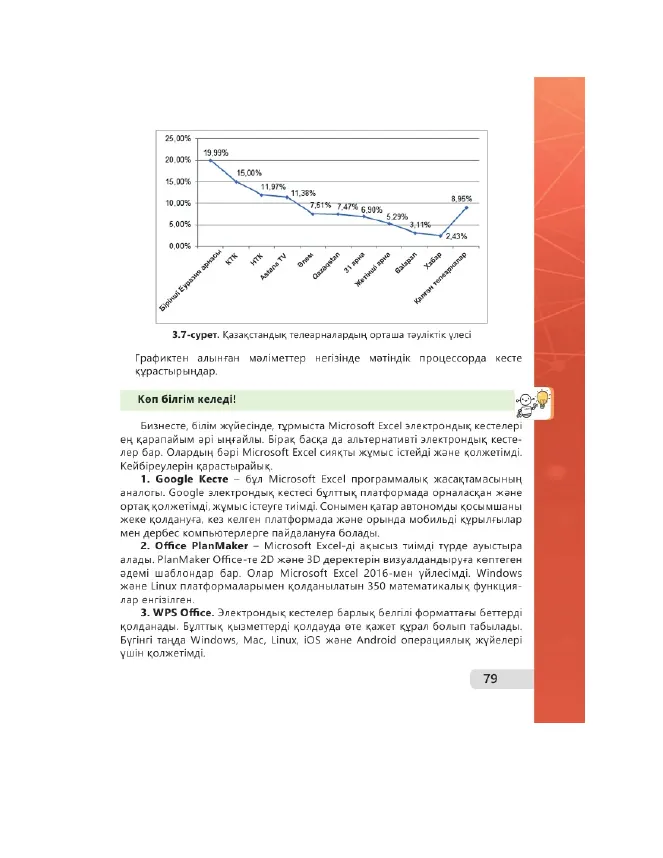 25,00%
20,00%
15,00%
10,00%
5,00%
0,00%
19,99%
15,00%
11,97%
11,38%
7,51%
7,47%
6,90%
5,29%
3,11%
2,43%
8,95%
Бірінші Еуразия арнасы
КТК
НТК
Astana TV
Әлем
Qazaqstan
31 арна
Жетінші арна
Balapan
Хабар
Қалған телеарналар
3.7-сурет. Қазақстандық телеарналардың орташа тәуліктік үлесі
Графиктен алынған мәліметтер негізінде мәтіндік процессорда кесте
құрастырыңдар.
Көп білгім келеді!
Бизнесте, білім жүйесінде, тұрмыста Microsoft Excel электрондық кестелері
ең қарапайым әрі ыңғайлы. Бірақ басқа да альтернативті электрондық кесте-
лер бар. Олардың бәрі Microsoft Excel сияқты жұмыс істейді және қолжетімді.
Кейбіреулерін қарастырайық.
1. Google Кесте – бұл Microsoft Excel программалық жасақтамасының
аналогы. Google электрондық кестесі бұлттық платформада орналасқан және
ортақ қолжетімді, жұмыс істеуге тиімді. Сонымен қатар автономды қосымшаны
жеке қолдануға, кез келген платформада және орында мобильді құрылғылар
мен дербес компьютерлерге пайдалануға болады.
2. Office PlanMaker – Microsoft Excel-ді ақысыз тиімді түрде ауыстыра
алады. PlanMaker Office-те 2D және 3D деректерін визуалдандыруға көптеген
әдемі шаблондар бар. Олар Microsoft Excel 2016-мен үйлесімді. Windows
және Linux платформаларымен қолданылатын 350 математикалық функция-
лар енгізілген.
3. WPS Office. Электрондық кестелер барлық белгілі форматтағы беттерді
қолданады. Бұлттық қызметтерді қолдауда өте қажет құрал болып табылады.
Бүгінгі таңда Windows, Mac, Linux, iOS және Android операциялық жүйелері
үшін қолжетімді.
79